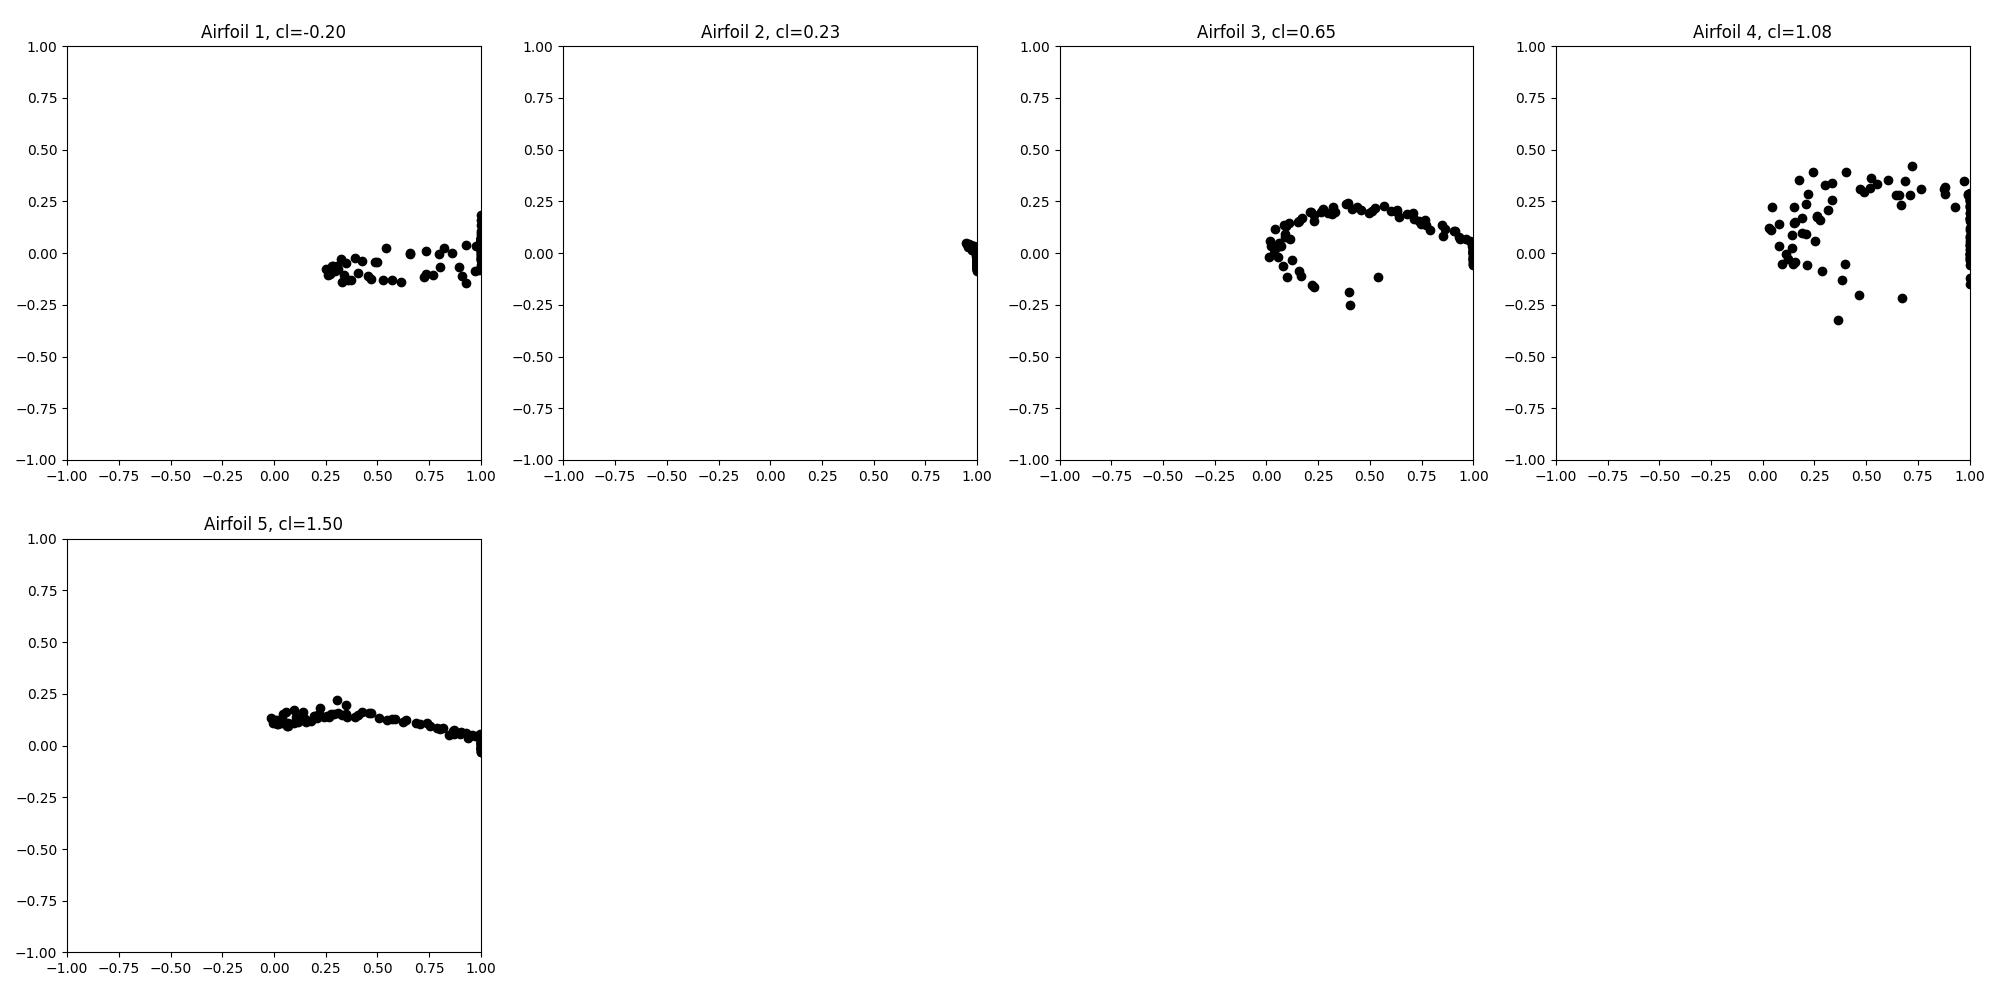 Airfoil 1, cl=-0.20
Airfoil 2, cl=0.23
Airfoil 3, cl=0.65
Airfoil 4, cl=1.08
1.00 1.00 1.00 1.00
0.75 0.75 0.75 0.75
0.50 0.50 0.50 0.50
0.25 0.25 0.25 0.25
0.00 0.00 0.00 0.00
−0.25 −0.25 −0.25 −0.25
−0.50 −0.50 −0.50 −0.50
−0.75 −0.75 −0.75 −0.75
−1.00 −1.00 −1.00 −1.00
−1.00 −0.75 −0.50 −0.25 0.00 0.25 0.50 0.75 1.00
−1.00 −0.75 −0.50 −0.25 0.00 0.25 0.50 0.75 1.00
−1.00 −0.75 −0.50 −0.25 0.00 0.25 0.50 0.75 1.00
−1.00 −0.75 −0.50 −0.25 0.00 0.25 0.50 0.75 1.00
Airfoil 5, cl=1.50
1.00
0.75
0.50
0.25
0.00
−0.25
−0.50
−0.75
−1.00
−1.00 −0.75 −0.50 −0.25 0.00 0.25 0.50 0.75 1.00